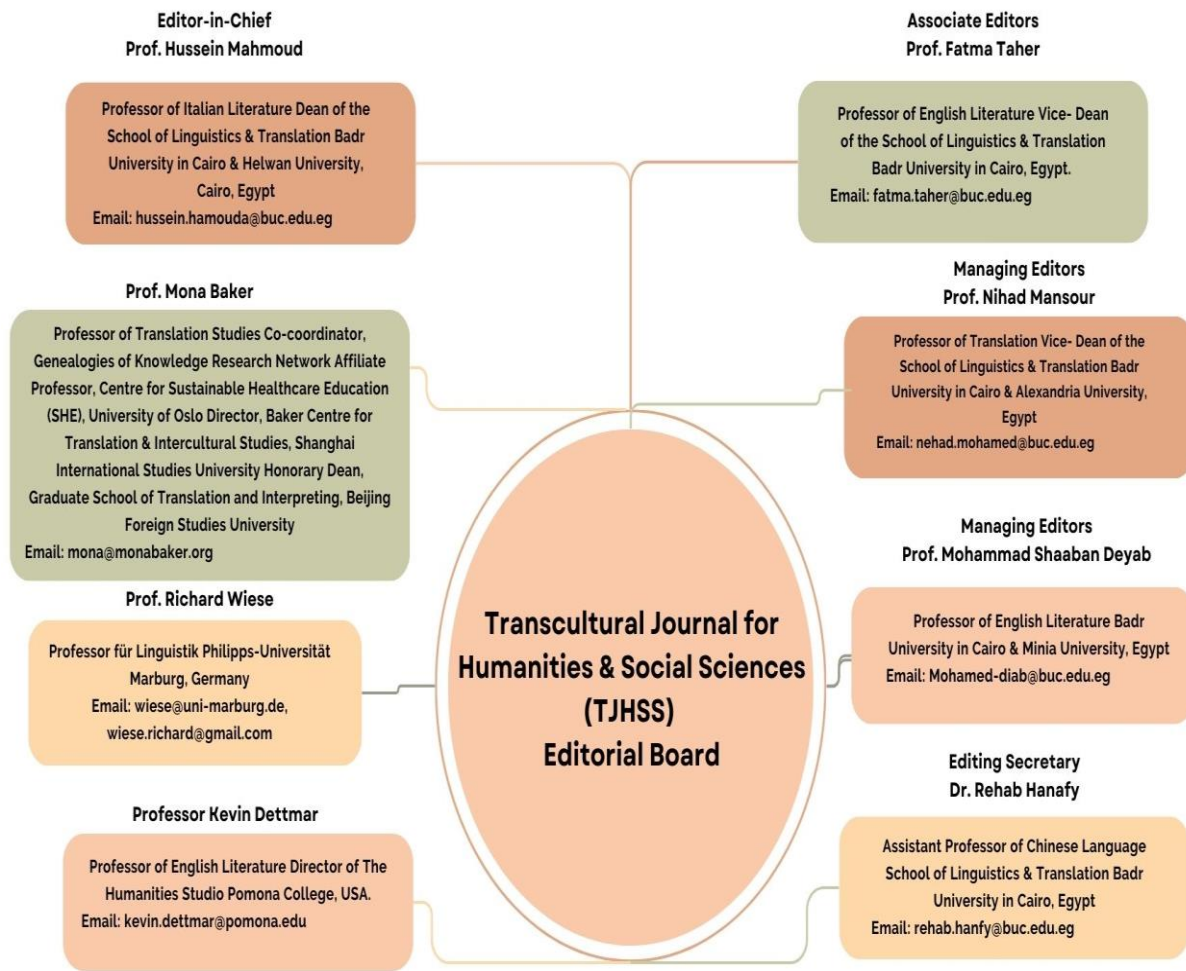 Editor-in-Chief
Prof. Hussein Mahmoud
Professor of Italian Literature Dean of the
School of Linguistics & Translation Badr
University in Cairo & Helwan University,
Cairo, Egypt
Email: hussein.hamouda@buc.edu.eg
Prof. Mona Baker
Professor of Translation Studies Co-coordinator,
Genealogies of Knowledge Research Network Affiliate
Professor, Centre for Sustainable Healthcare Education
(SHE), University of Oslo Director, Baker Centre for
Translation & Intercultural Studies, Shanghai
International Studies University Honorary Dean,
Graduate School of Translation and Interpreting, Beijing
Foreign Studies University
Email: mona@monabaker.org
Prof. Richard Wiese
Professor für Linguistik Philipps-Universität
Marburg, Germany
Email: wiese@uni-marburg.de,
wiese.richard@gmail.com
Professor Kevin Dettmar
Professor of English Literature Director of The
Humanities Studio Pomona College, USA.
Email: kevin.dettmar@pomona.edu
Transcultural Journal for
Humanities & Social Sciences
(TJHSS)
Editorial Board
Associate Editors
Prof. Fatma Taher
Professor of English Literature Vice- Dean
of the School of Linguistics & Translation
Badr University in Cairo, Egypt.
Email: fatma.taher@buc.edu.eg
Managing Editors
Prof. Nihad Mansour
Professor of Translation Vice- Dean of the
School of Linguistics & Translation Badr
University in Cairo & Alexandria University,
Egypt
Email: nehad.mohamed@buc.edu.eg
Managing Editors
Prof. Mohammad Shaaban Deyab
Professor of English Literature Badr
University in Cairo & Minia University, Egypt
Email: Mohamed-diab@buc.edu.eg
Editing Secretary
Dr. Rehab Hanafy
Assistant Professor of Chinese Language
School of Linguistics & Translation Badr
University in Cairo, Egypt
Email: rehab.hanfy@buc.edu.eg